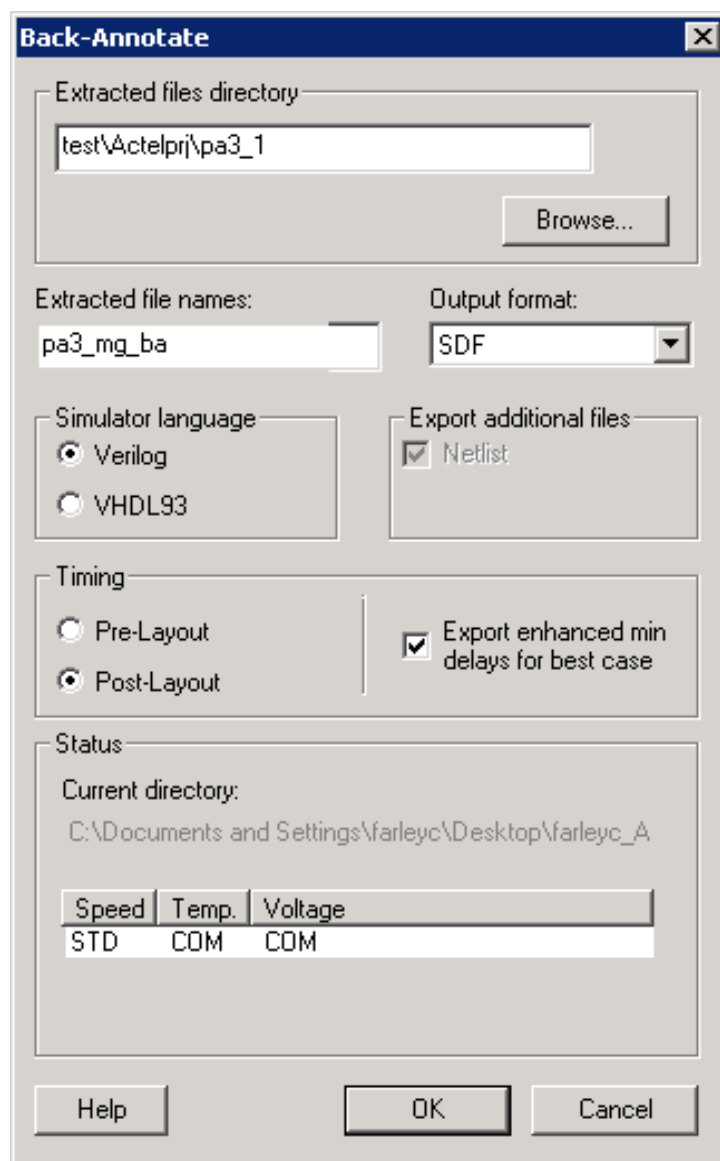 Back-Annotate
Extracted files directory
test\Actelprj\pa3_1
Browse...
Extracted file names:
Output format:
pa3_mg_ba
SDF
Simulator language
Export additional files
Verilog
Netlist
VHDL93
Timing
Pre-Layout
Export enhanced min
delays for best case
Post-Layout
Status
Current directory:
C:\Documents and Settings\farleyc\Desktop\farleyc_A
Speed Temp. Voltage
STD COM COM
Help OK Cancel